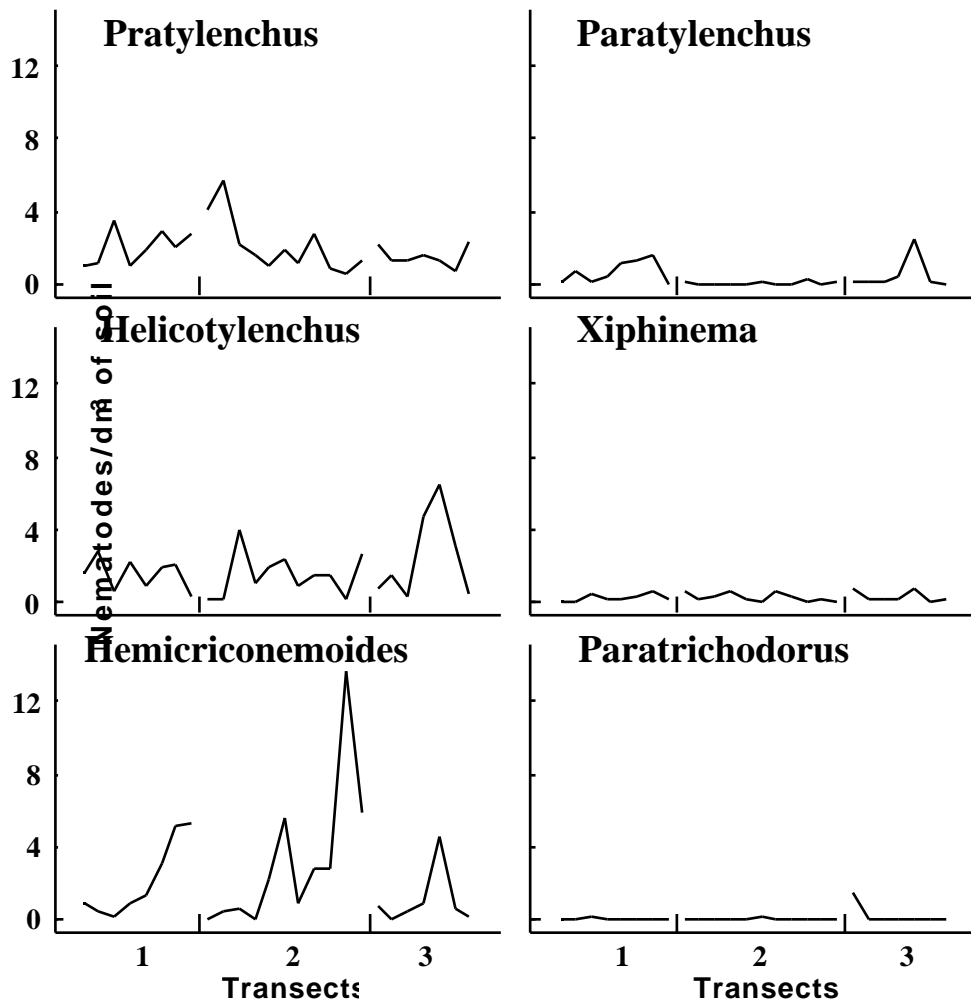 Pratylenchus
Paratylenchus
12
8
4
0
Helicotylenchus
Xiphinema
12
8
4
0
Nematodes/dm3 of soil
Hemicriconemoides
Paratrichodorus
12
8
4
0
1 2 3
1 2 3
Transects
Transects